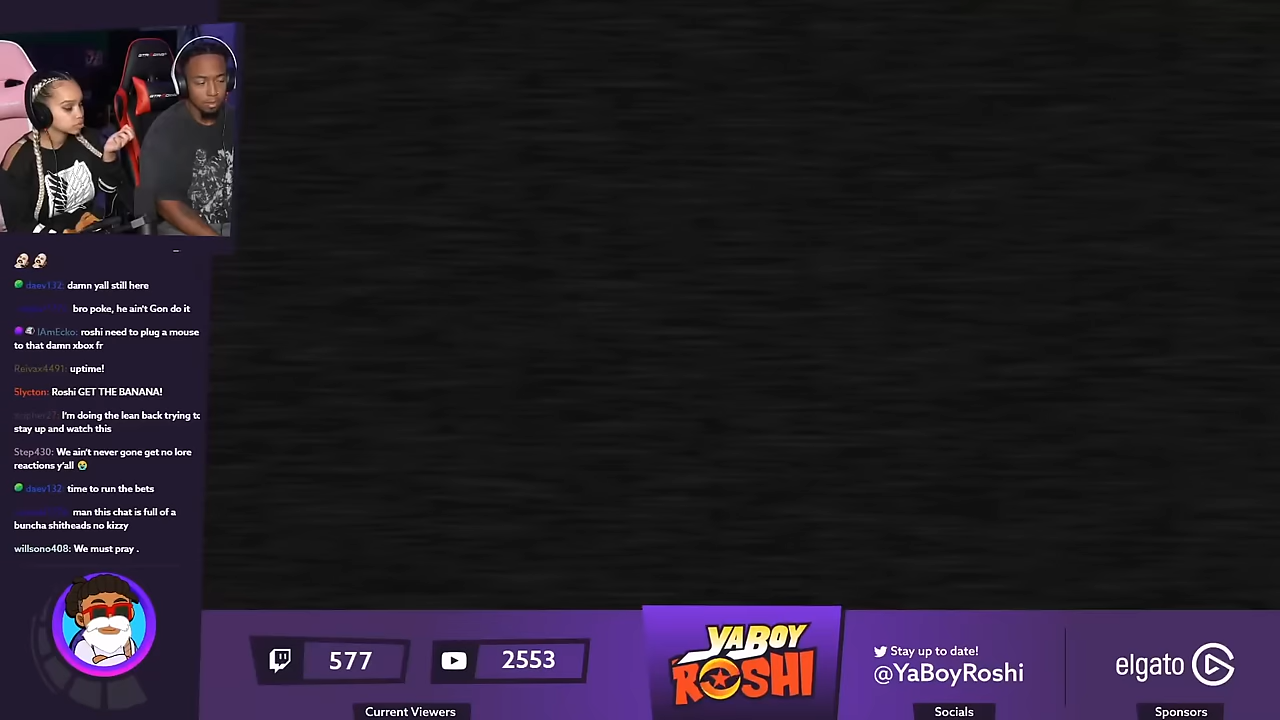 daev132: damn yall still here
bro poke, he ain't Gon do it
IAmEcko: roshi need to plug a mouse
to that damn xbox fr
Reivax4491: uptime!
Slycton: Roshi GET THE BANANA!
I'm doing the lean back trying to
stay up and watch this
Step430: We ain't never gone get no lore
reactions y'all
daev132: time to run the bets
man this chat is full of a
buncha shitheads no kizzy
willsono408: We must pray .
577
2553
Current Viewers
YABOY
ROSHI
Stay up to date!
@YaBoyRoshi
Socials
elgato
Sponsors